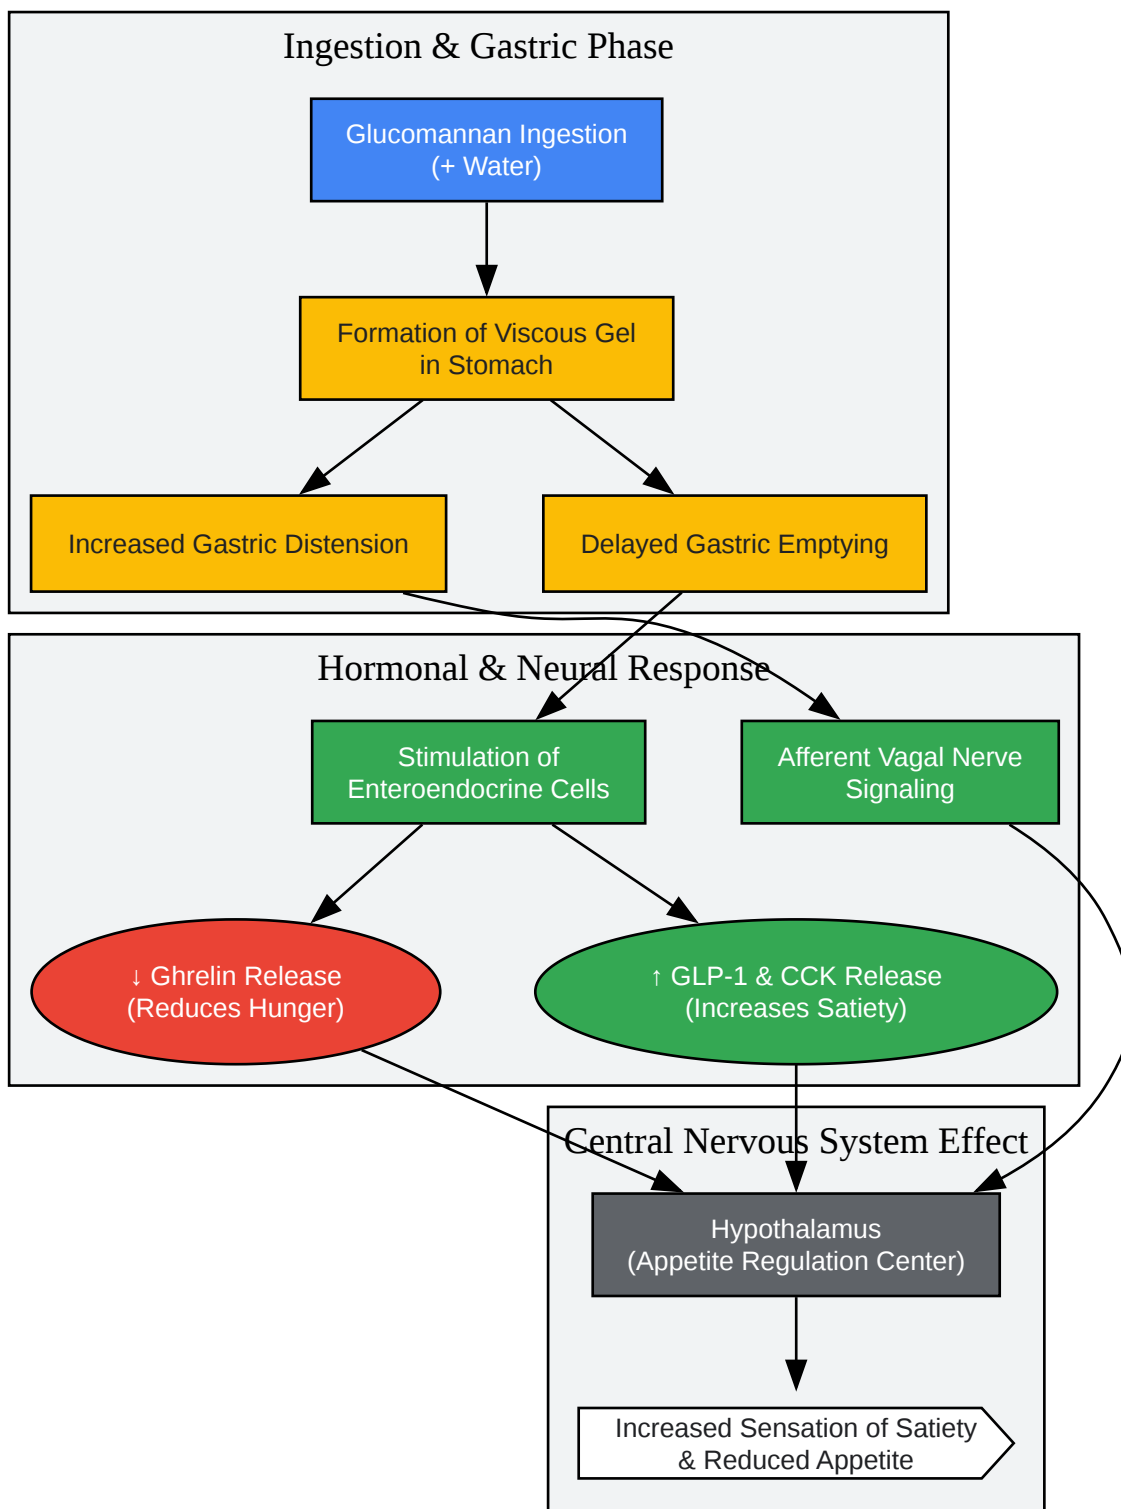 Ingestion & Gastric Phase
Glucomannan Ingestion
(+ Water)
Formation of Viscous Gel
in Stomach
Increased Gastric Distension
Delayed Gastric Emptying
Hormonal & Neural Response
Stimulation of
Enteroendocrine Cells
Afferent Vagal Nerve
Signaling
↓ Ghrelin Release
(Reduces Hunger)
↑ GLP-1 & CCK Release
(Increases Satiety)
Central Nervous System Effect
Hypothalamus
(Appetite Regulation Center)
Increased Sensation of Satiety
& Reduced Appetite